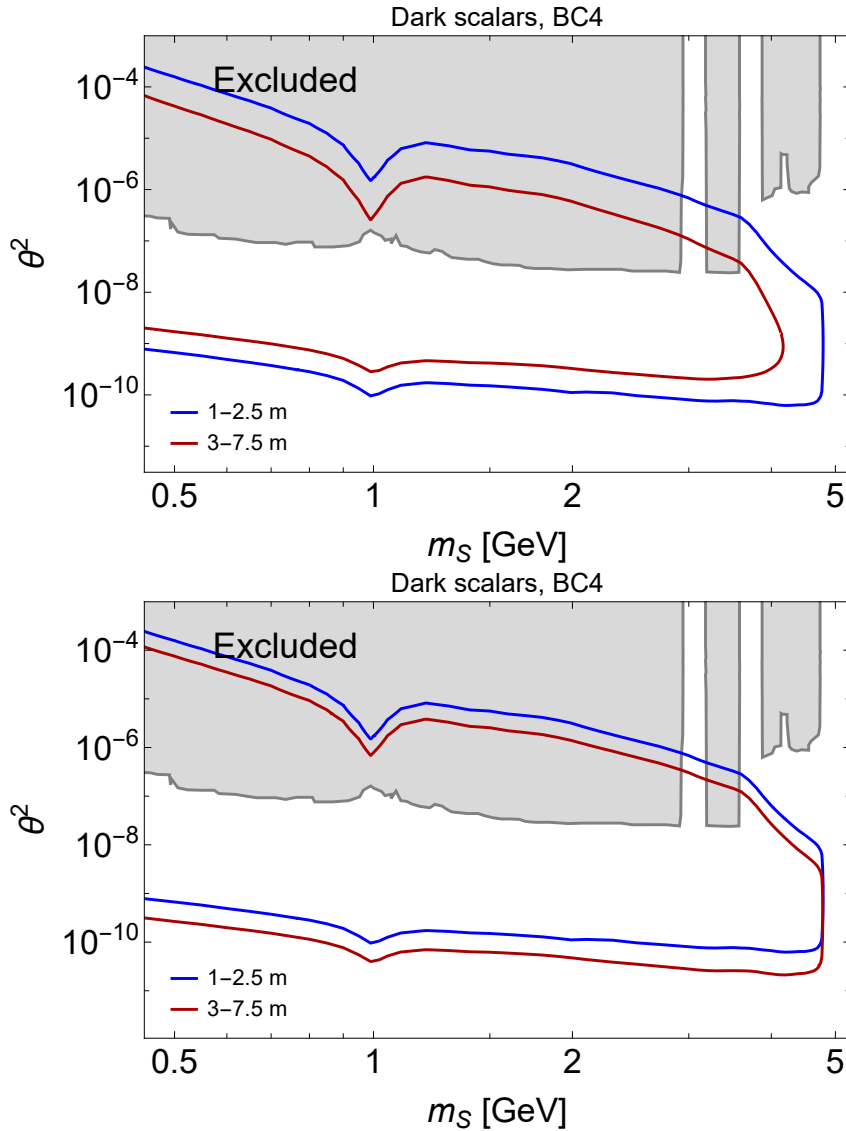 Dark scalars, BC4
Excluded
10⁻⁴
10⁻⁶
10⁻⁸
10⁻¹⁰
θ²
1–2.5 m
3–7.5 m
0.5 1 2 5
m_S [GeV]
Dark scalars, BC4
Excluded
10⁻⁴
10⁻⁶
10⁻⁸
10⁻¹⁰
θ²
1–2.5 m
3–7.5 m
0.5 1 2 5
m_S [GeV]